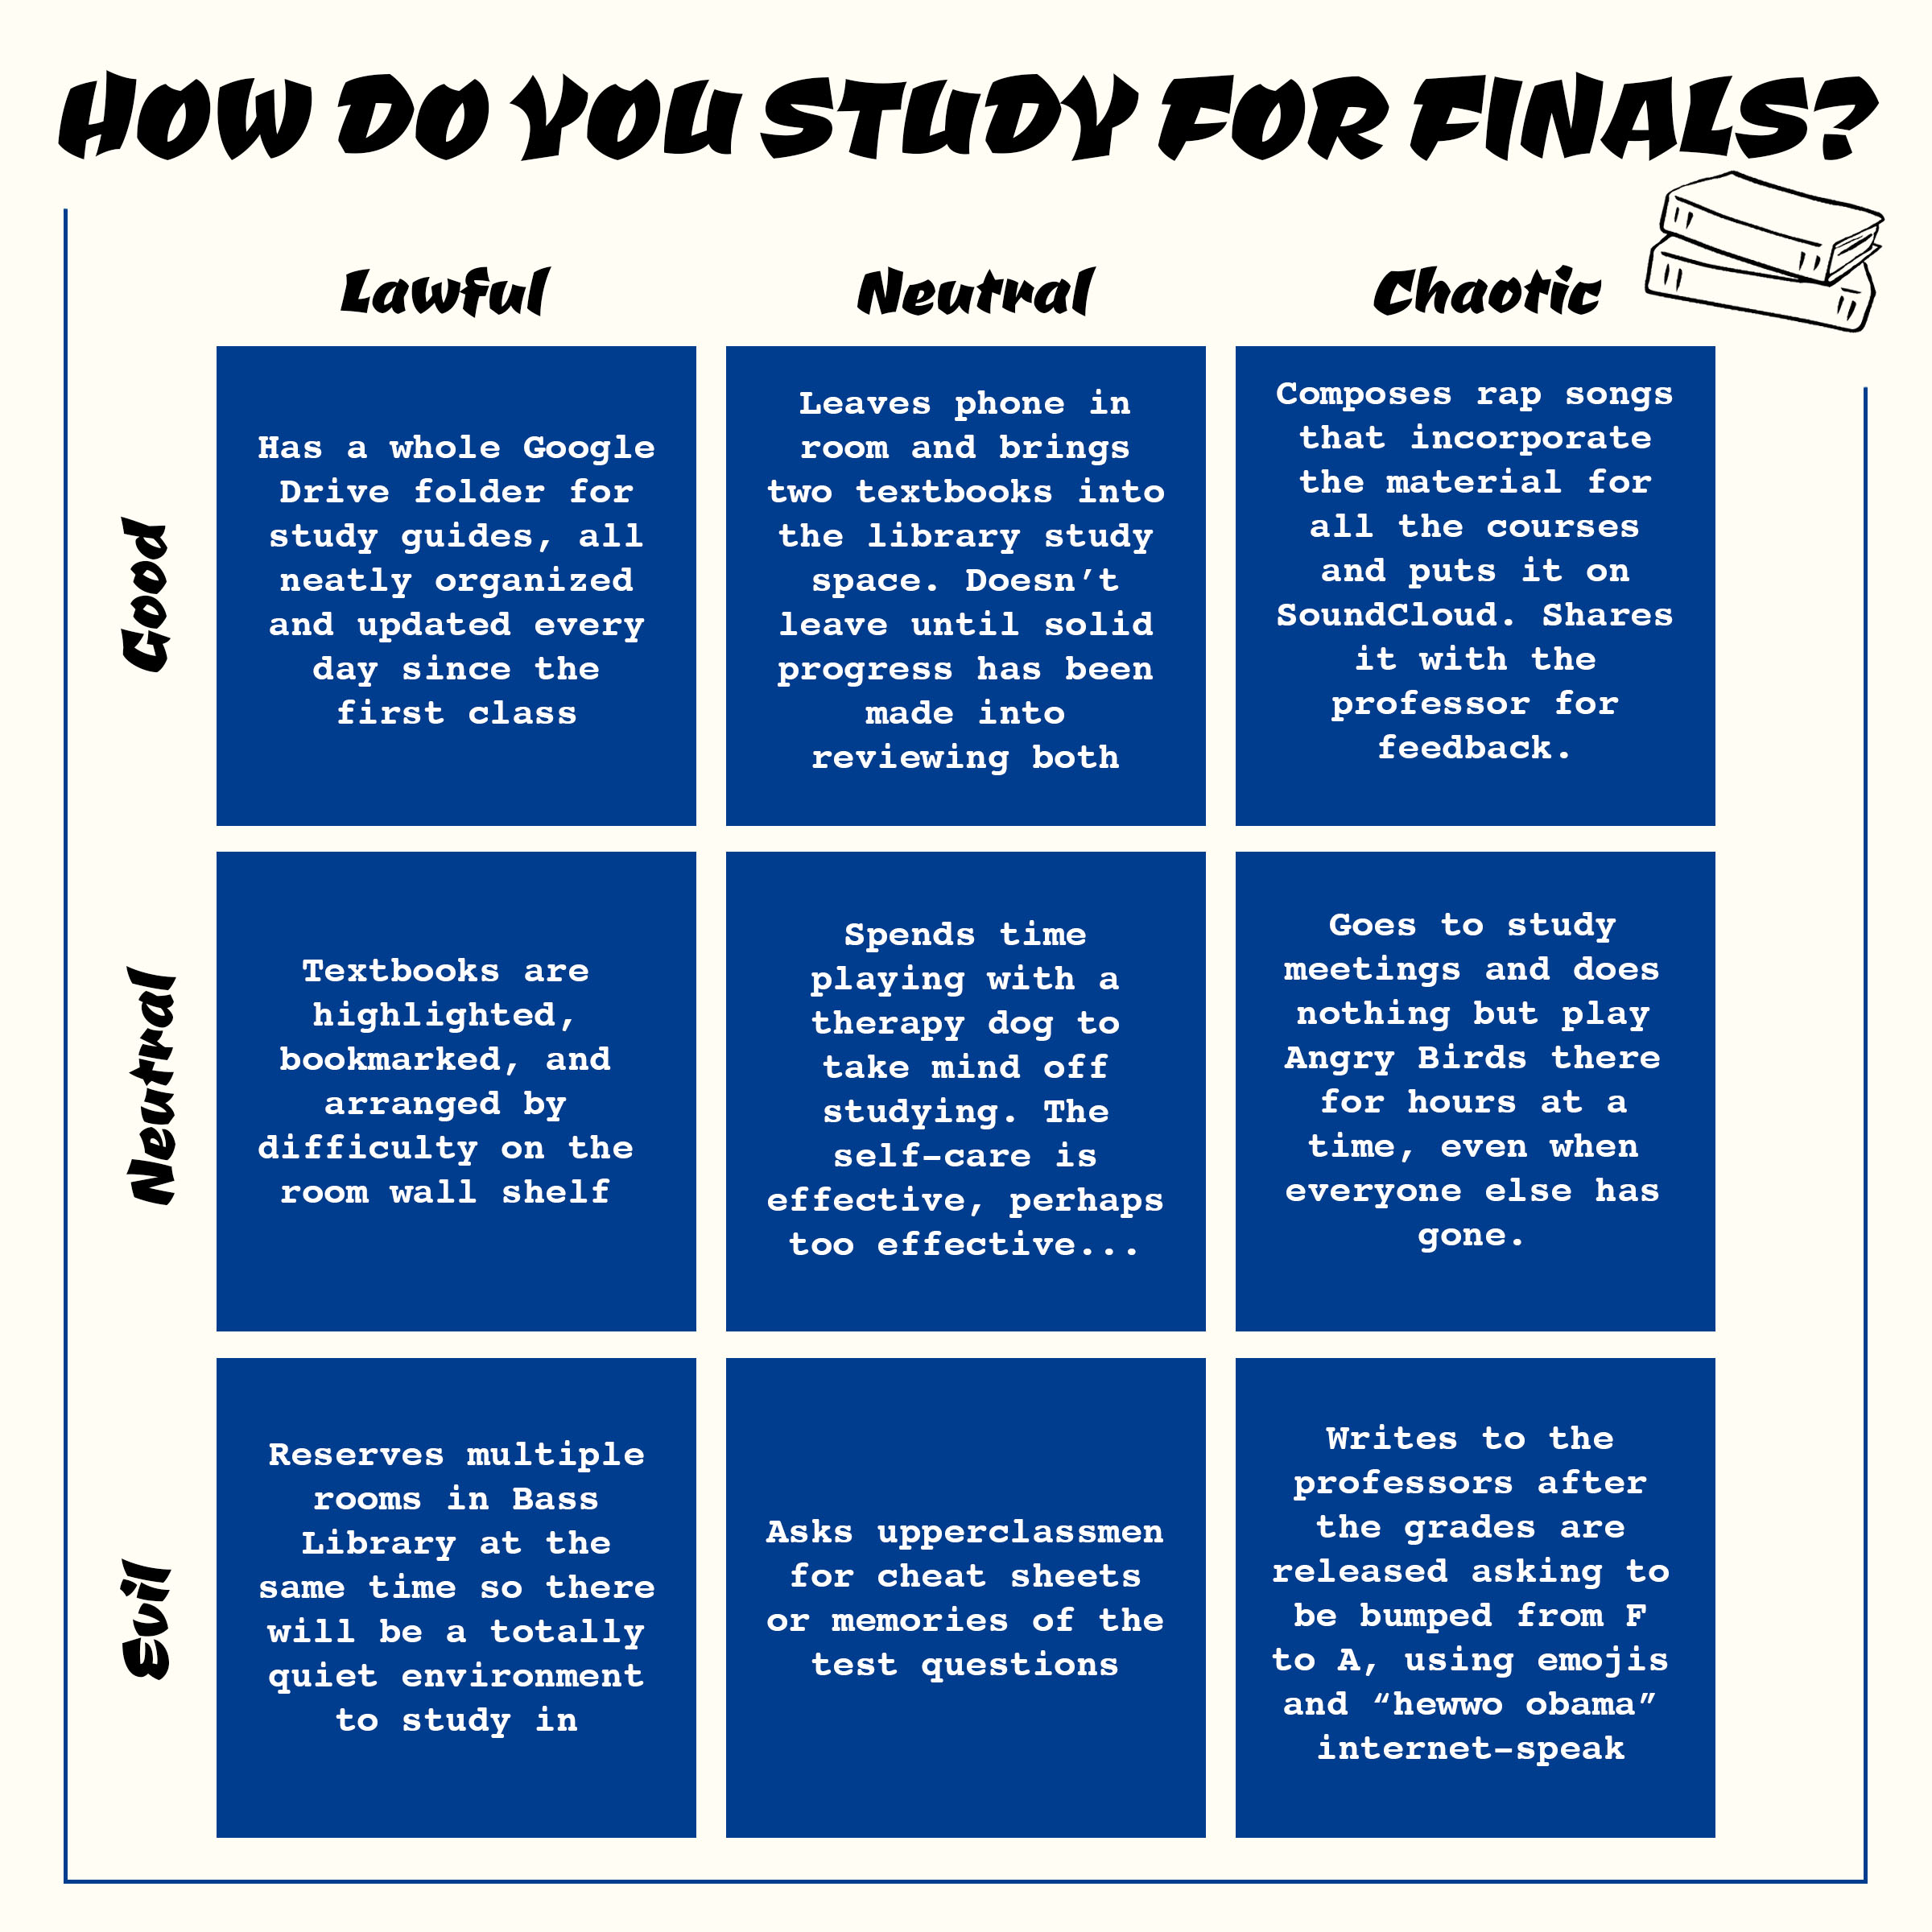 HOW DO YOU STUDY FOR FINALS?
Lawful
Neutral
Chaotic
Good
Has a whole Google
Drive folder for
study guides, all
neatly organized
and updated every
day since the
first class
Leaves phone in
room and brings
two textbooks into
the library study
space. Doesn’t
leave until solid
progress has been
made into
reviewing both
Composes rap songs
that incorporate
the material for
all the courses
and puts it on
SoundCloud. Shares
it with the
professor for
feedback.
Neutral
Textbooks are
highlighted,
bookmarked, and
arranged by
difficulty on the
room wall shelf
Spends time
playing with a
therapy dog to
take mind off
studying. The
self-care is
effective, perhaps
too effective...
Goes to study
meetings and does
nothing but play
Angry Birds there
for hours at a
time, even when
everyone else has
gone.
Evil
Reserves multiple
rooms in Bass
Library at the
same time so there
will be a totally
quiet environment
to study in
Asks upperclassmen
for cheat sheets
or memories of the
test questions
Writes to the
professors after
the grades are
released asking to
be bumped from F
to A, using emojis
and “hewwo obama”
internet-speak